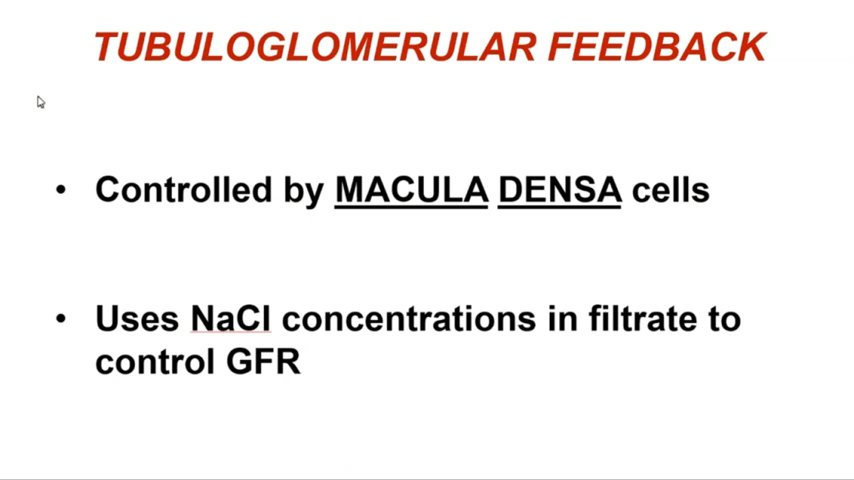 TUBULOGLOMERULAR FEEDBACK
• Controlled by MACULA DENSA cells
• Uses NaCl concentrations in filtrate to
control GFR